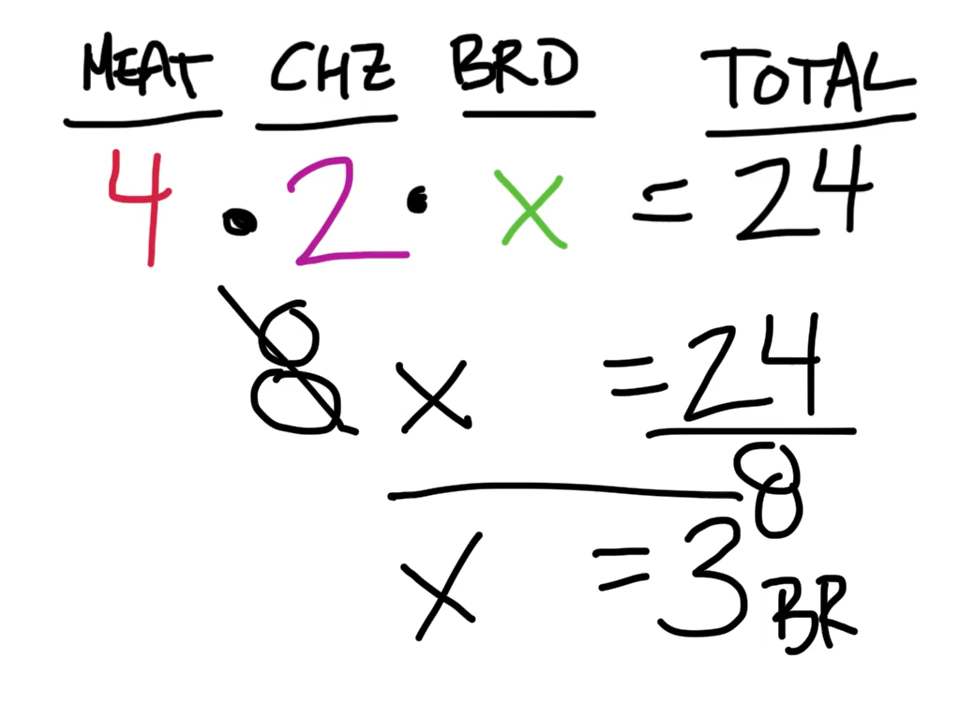 MEAT CHZ BRD TOTAL
4 • 2 • x = 24
8 x = 24
8
x = 3 BR